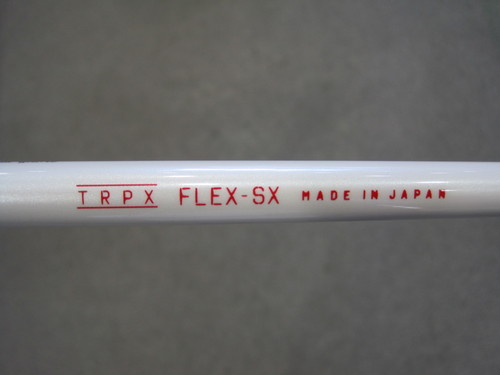 TRPX FLEX-SX MADE IN JAPAN